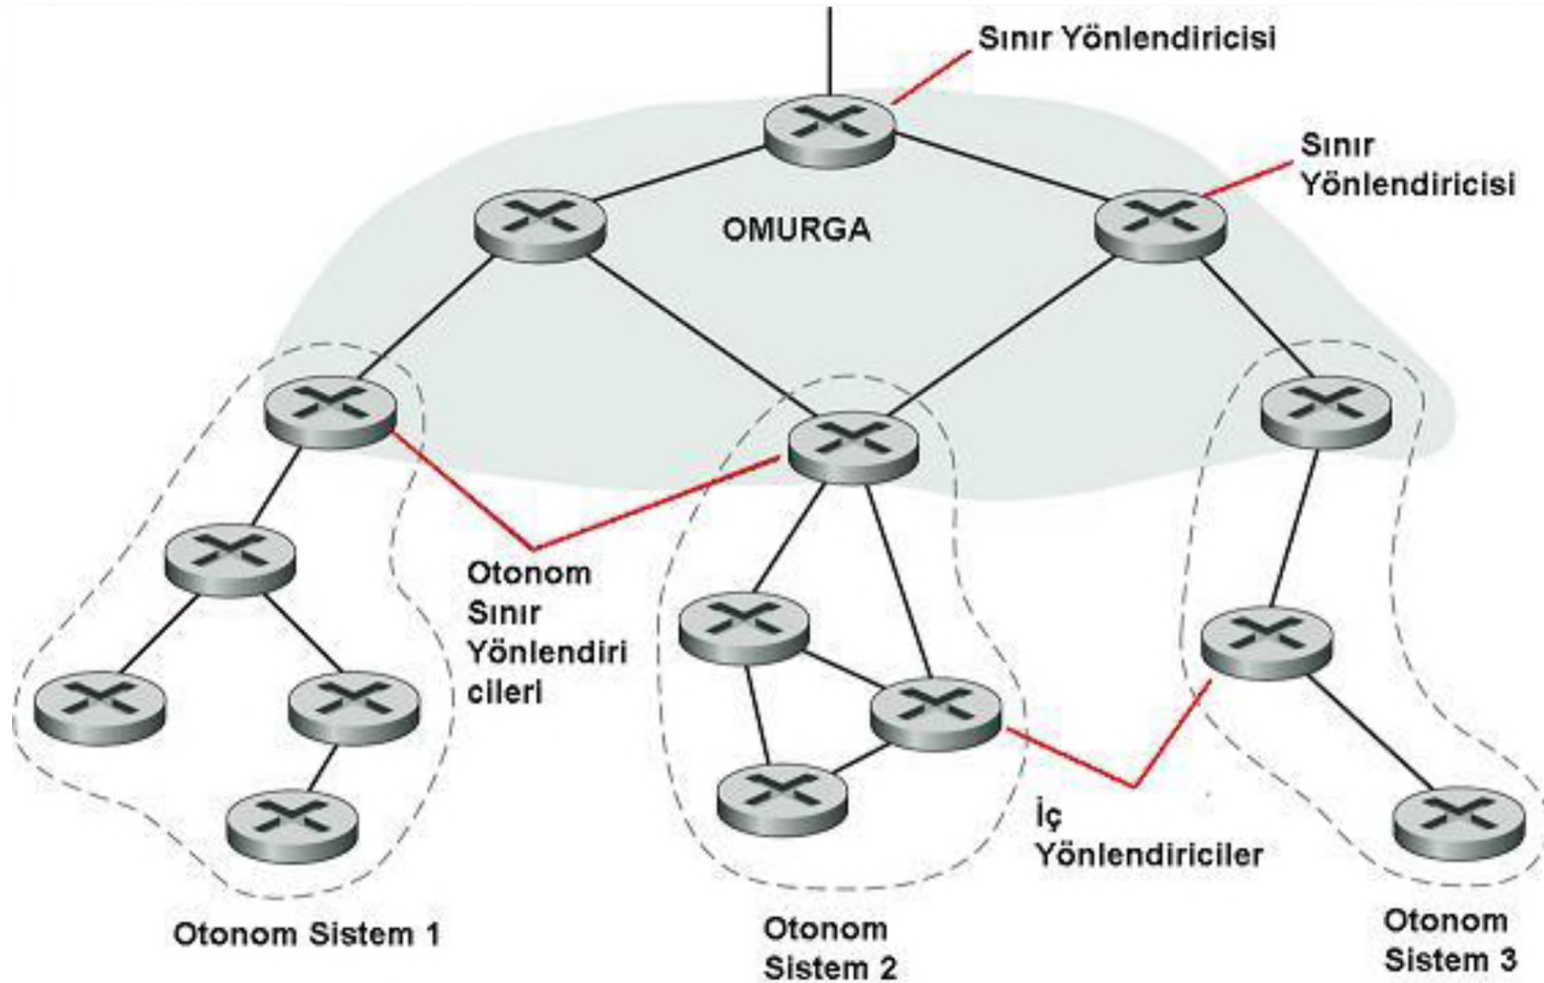 Sınır Yönlendiricisi
Sınır
Yönlendiricisi
OMURGA
Otonom
Sınır
Yönlendiri
cileri
İç
Yönlendiriciler
Otonom Sistem 1
Otonom
Sistem 2
Otonom
Sistem 3